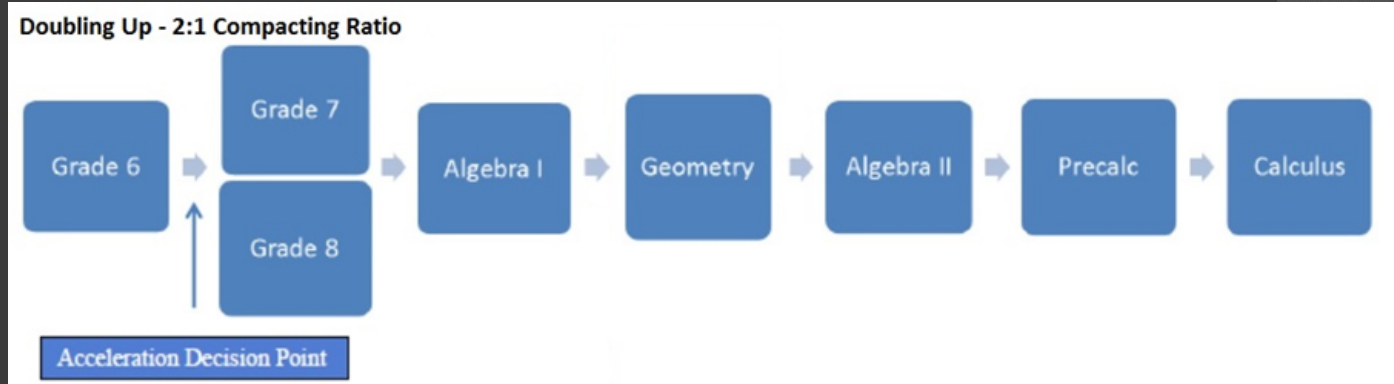 Doubling Up - 2:1 Compacting Ratio
Grade 6
Grade 7
Grade 8
Algebra I
Geometry
Algebra II
Precalc
Calculus
Acceleration Decision Point